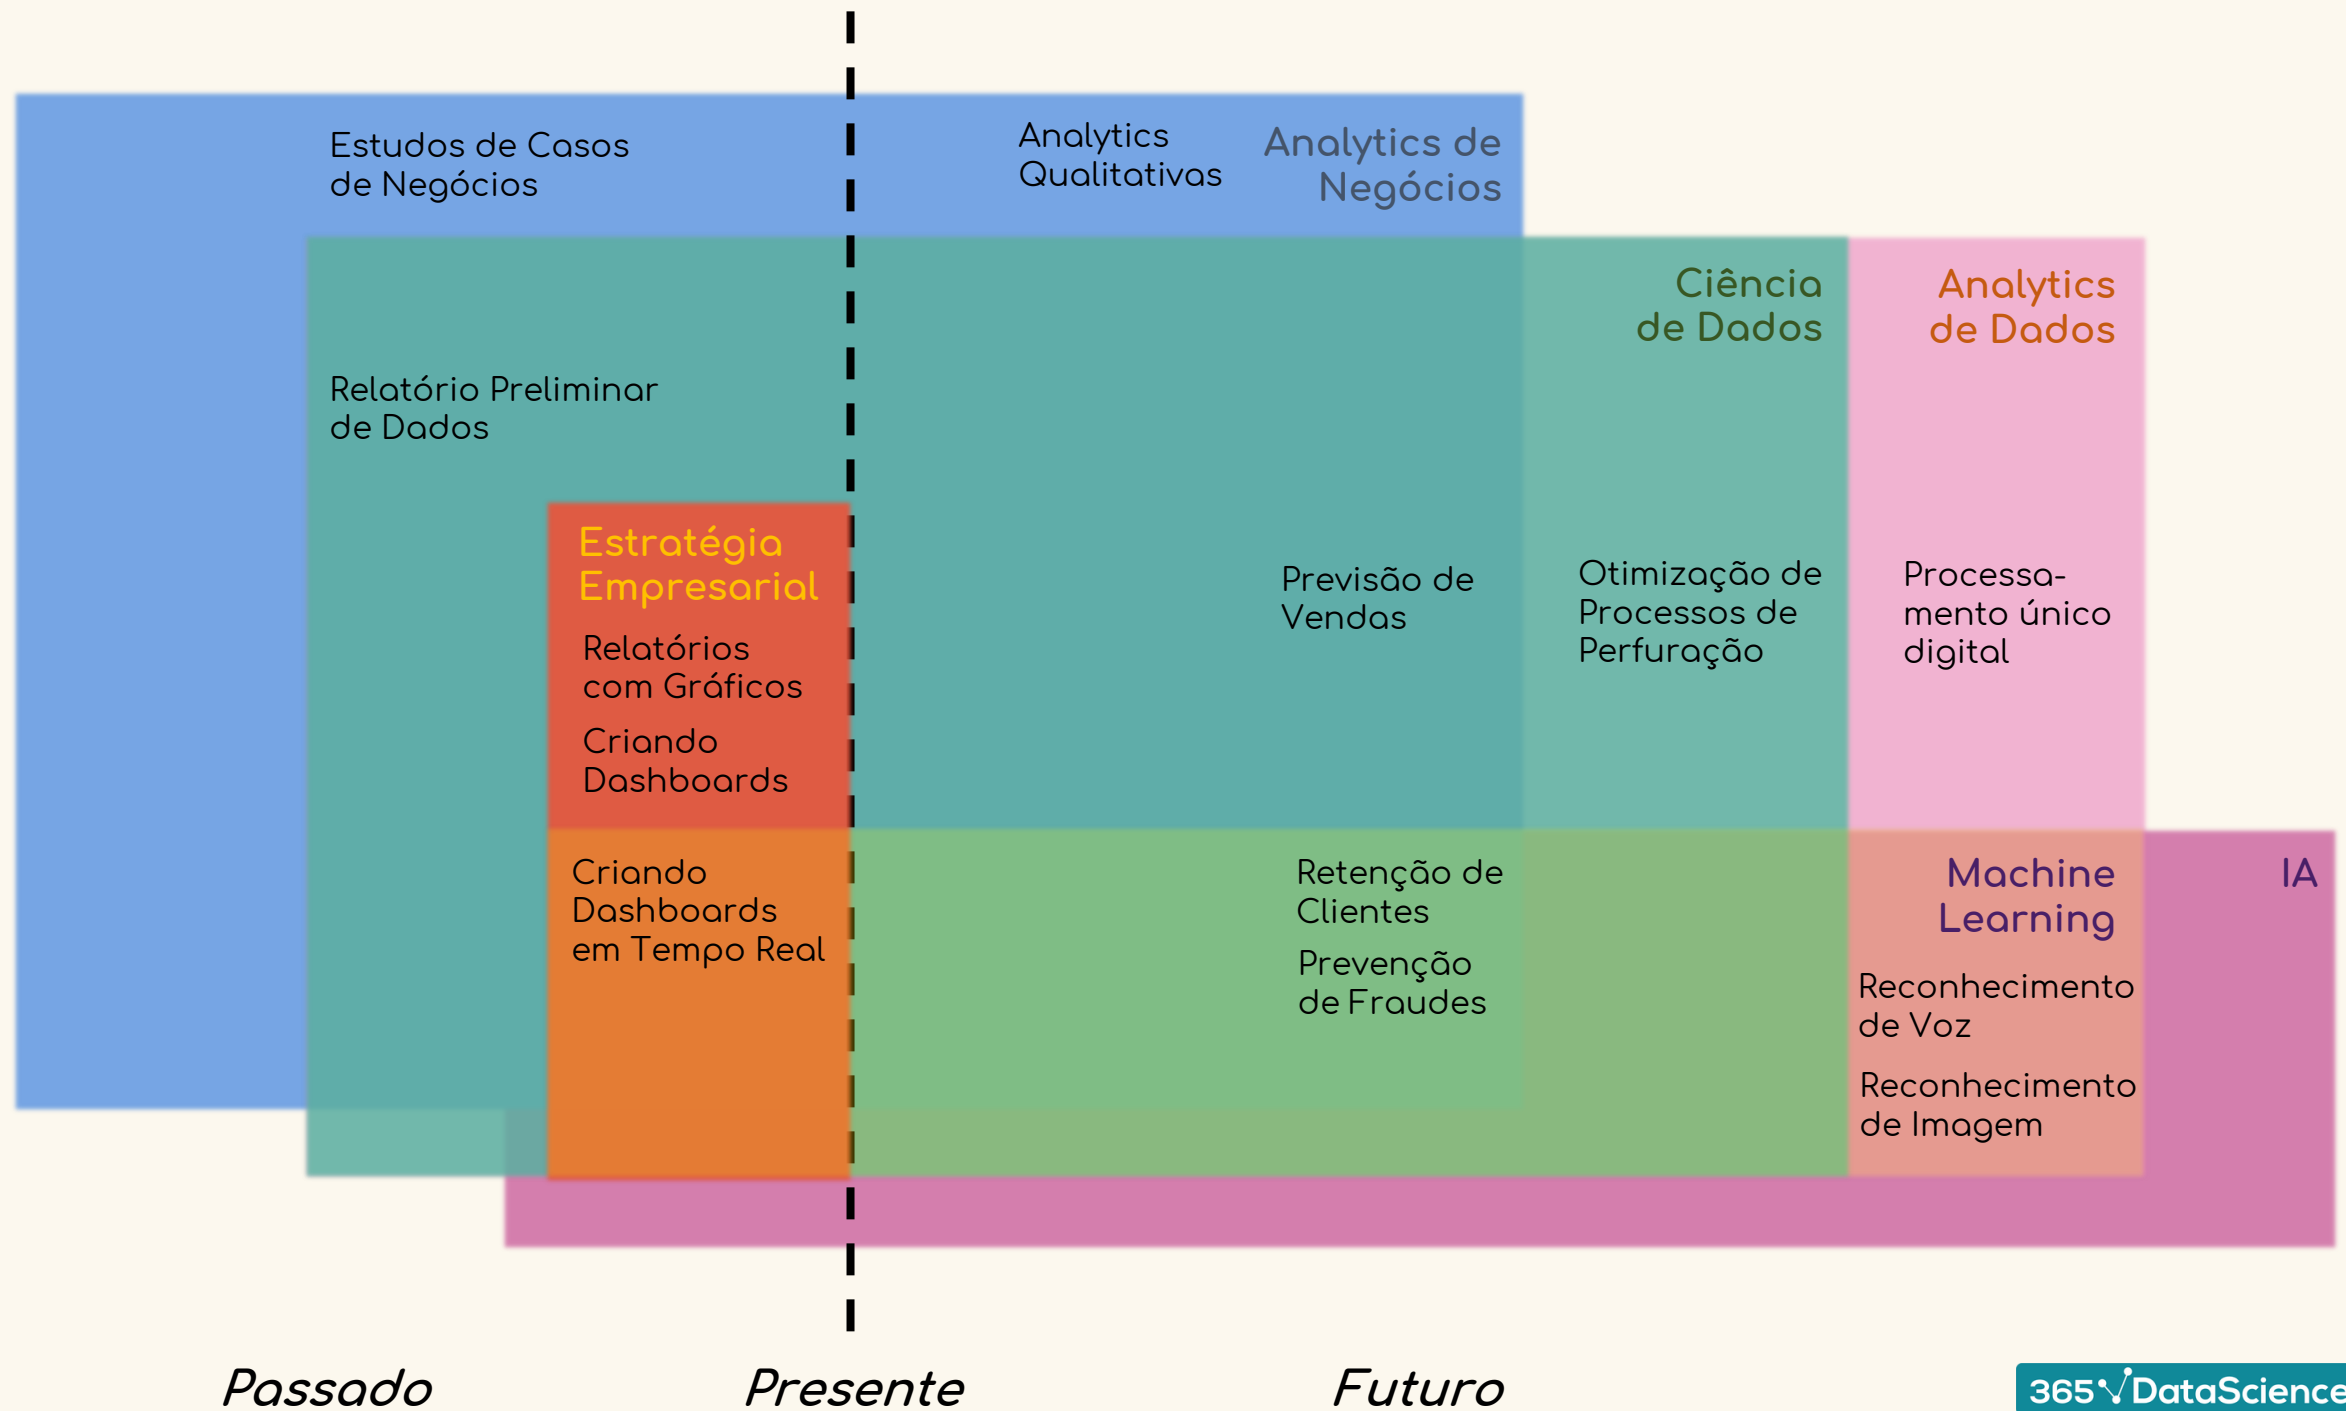 Estudos de Casos
de Negócios
Analytics
Qualitativas
Analytics de
Negócios
Ciência
de Dados
Analytics
de Dados
Relatório Preliminar
de Dados
Estratégia
Empresarial
Relatórios
com Gráficos
Criando
Dashboards
Previsão de
Vendas
Otimização de
Processos de
Perfuração
Processa-
mento único
digital
Criando
Dashboards
em Tempo Real
Retenção de
Clientes
Prevenção
de Fraudes
Machine
Learning
Reconhecimento
de Voz
Reconhecimento
de Imagem
IA
Passado
Presente
Futuro
365 DataScience